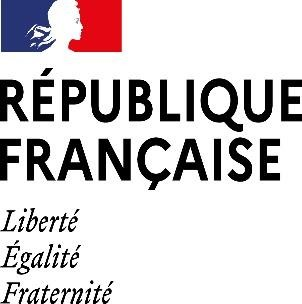 RÉPUBLIQUE
FRANÇAISE
Liberté
Égalité
Fraternité